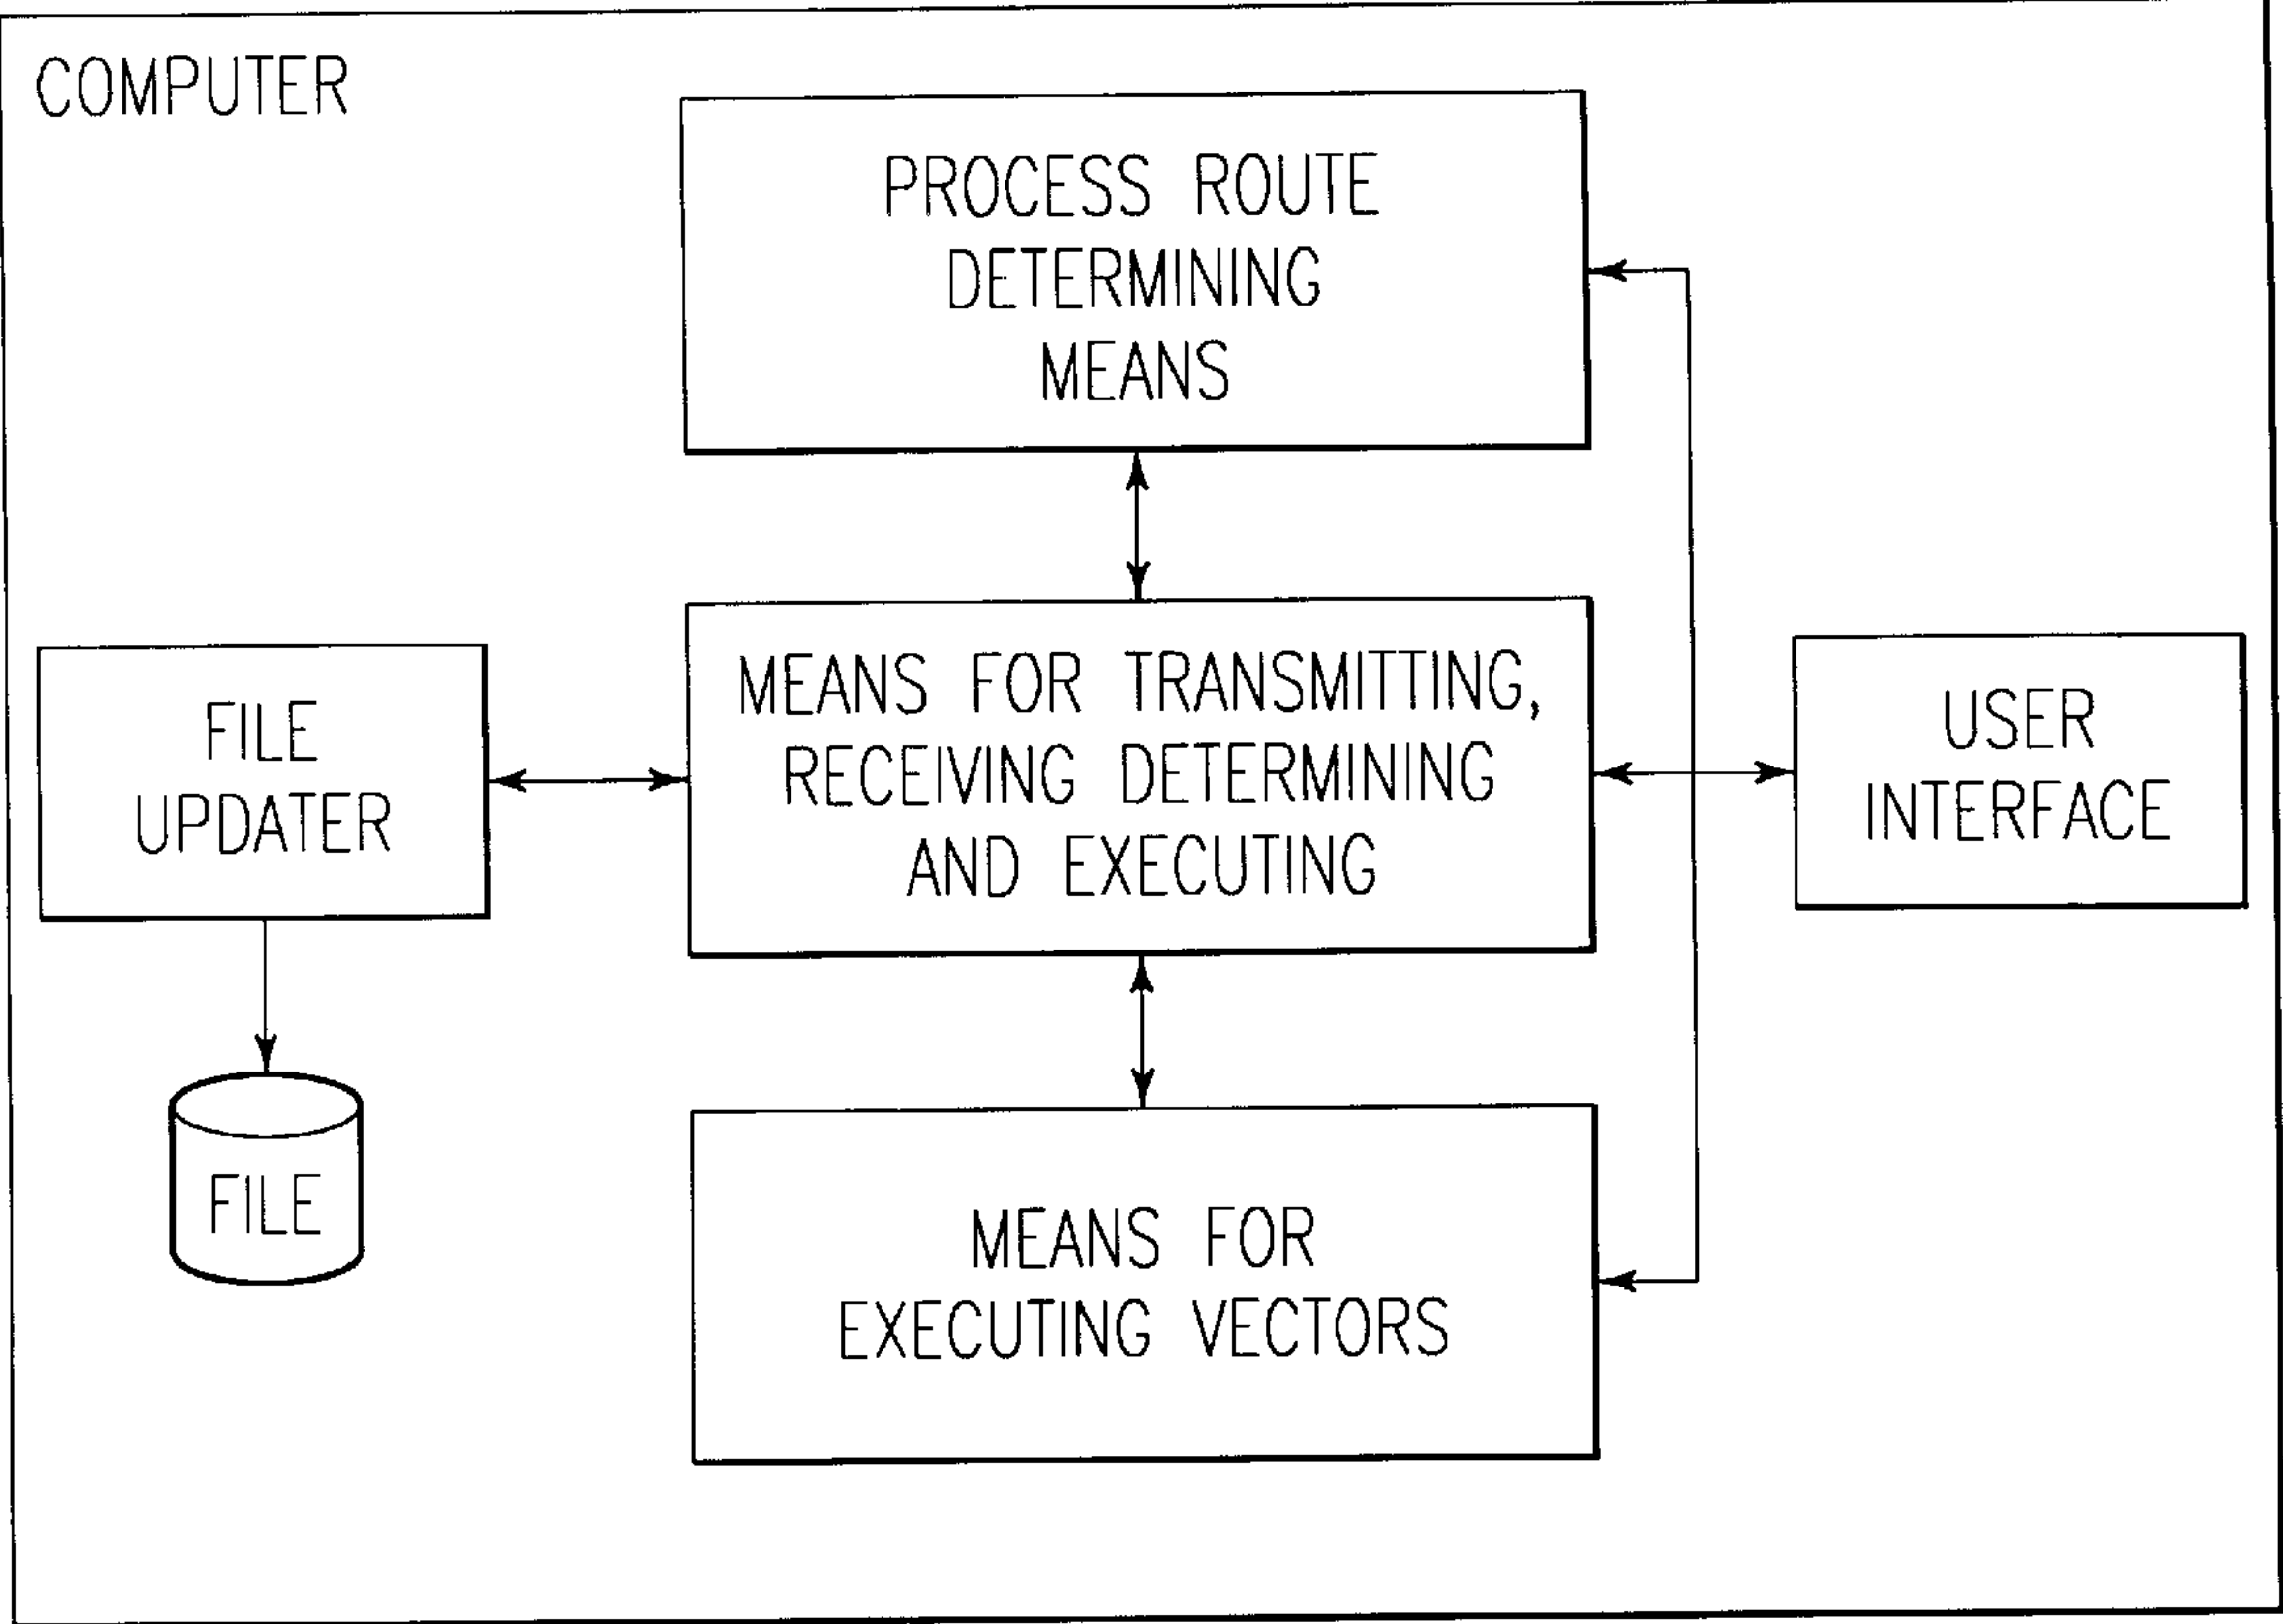 COMPUTER
PROCESS ROUTE
DETERMINING
MEANS
FILE
UPDATER
MEANS FOR TRANSMITTING,
RECEIVING DETERMINING
AND EXECUTING
USER
INTERFACE
FILE
MEANS FOR
EXECUTING VECTORS